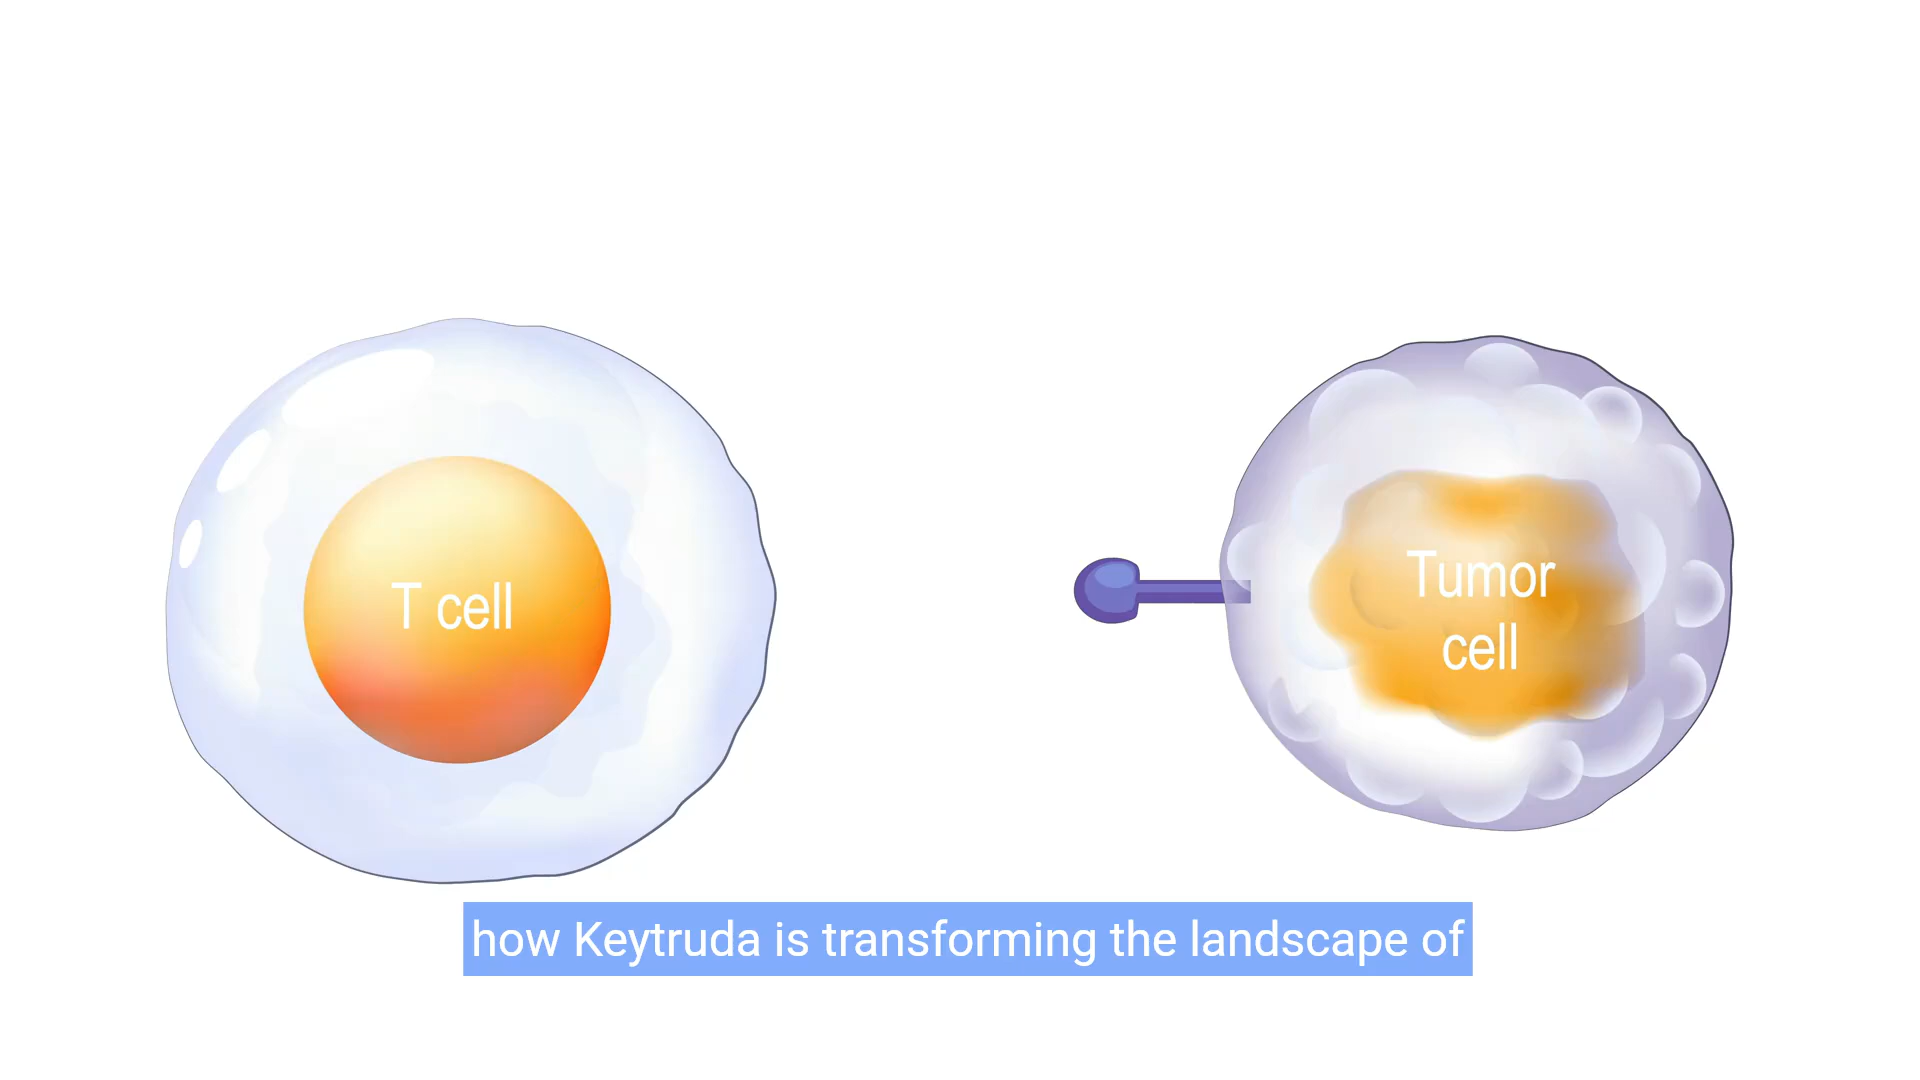 T cell
Tumor
cell
how Keytruda is transforming the landscape of